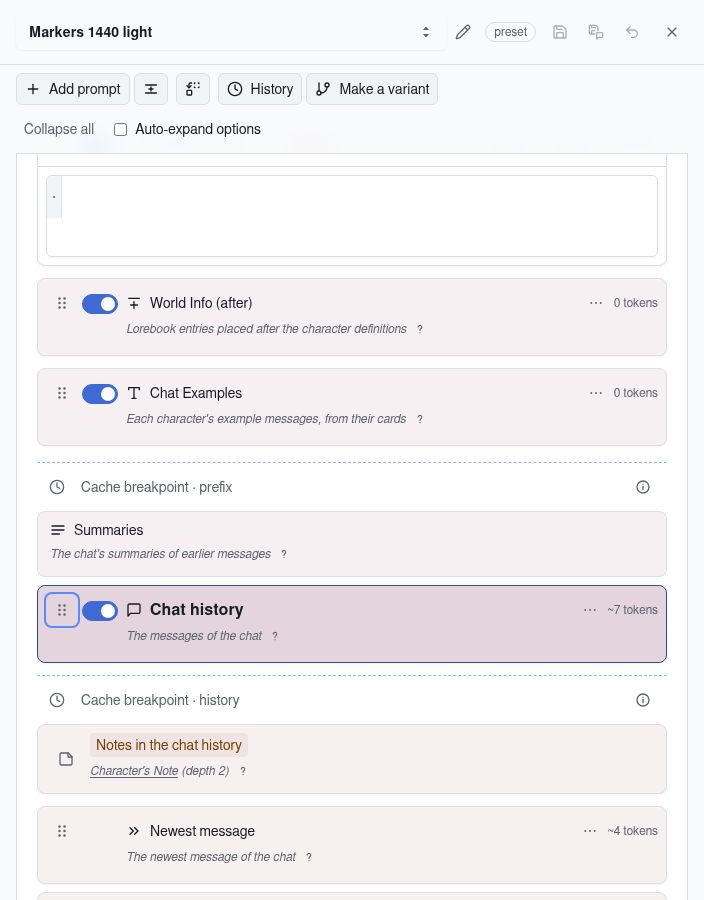 Markers 1440 light
preset
Add prompt
History
Make a variant
Collapse all
Auto-expand options
World Info (after)
0 tokens
Lorebook entries placed after the character definitions ?
Chat Examples
0 tokens
Each character's example messages, from their cards ?
Cache breakpoint · prefix
Summaries
The chat's summaries of earlier messages ?
Chat history
~7 tokens
The messages of the chat ?
Cache breakpoint · history
Notes in the chat history
Character's Note (depth 2) ?
Newest message
~4 tokens
The newest message of the chat ?